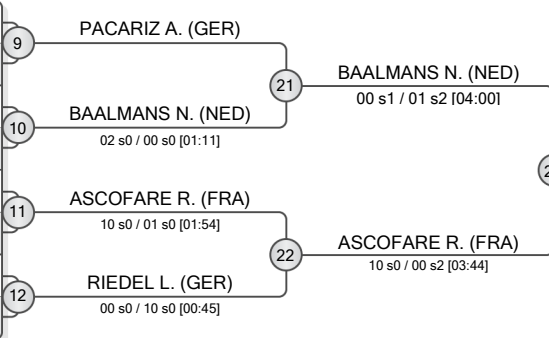 9
PACARIZ A. (GER)
21
BAALMANS N. (NED)
00 s1 / 01 s2 [04:00]
10
BAALMANS N. (NED)
02 s0 / 00 s0 [01:11]
11
ASCOFARE R. (FRA)
10 s0 / 01 s0 [01:54]
22
ASCOFARE R. (FRA)
10 s0 / 00 s2 [03:44]
12
RIEDEL L. (GER)
00 s0 / 10 s0 [00:45]